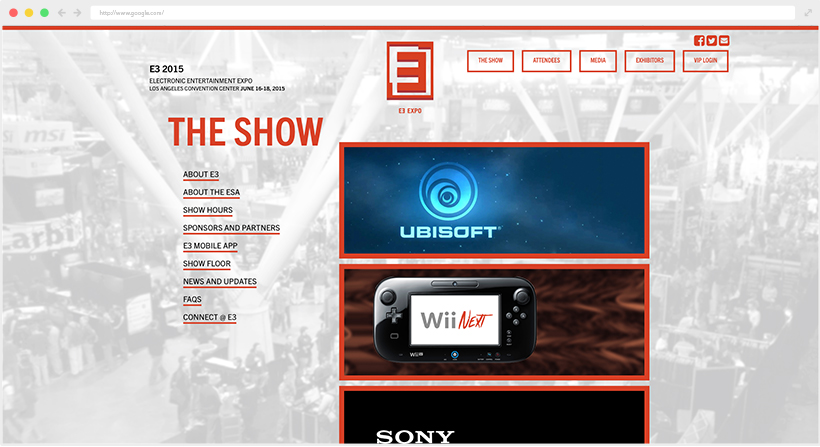 http://www.google.com/
E3 2015
ELECTRONIC ENTERTAINMENT EXPO
LOS ANGELES CONVENTION CENTER JUNE 16-18, 2015
E3
E3 EXPO
THE SHOW
ATTENDEES
MEDIA
EXHIBITORS
VIP LOGIN
THE SHOW
ABOUT E3
ABOUT THE ESA
SHOW HOURS
SPONSORS AND PARTNERS
E3 MOBILE APP
SHOW FLOOR
NEWS AND UPDATES
FAQS
CONNECT @ E3
UBISOFT
Wii NEXT
Wii U
SONY
msi